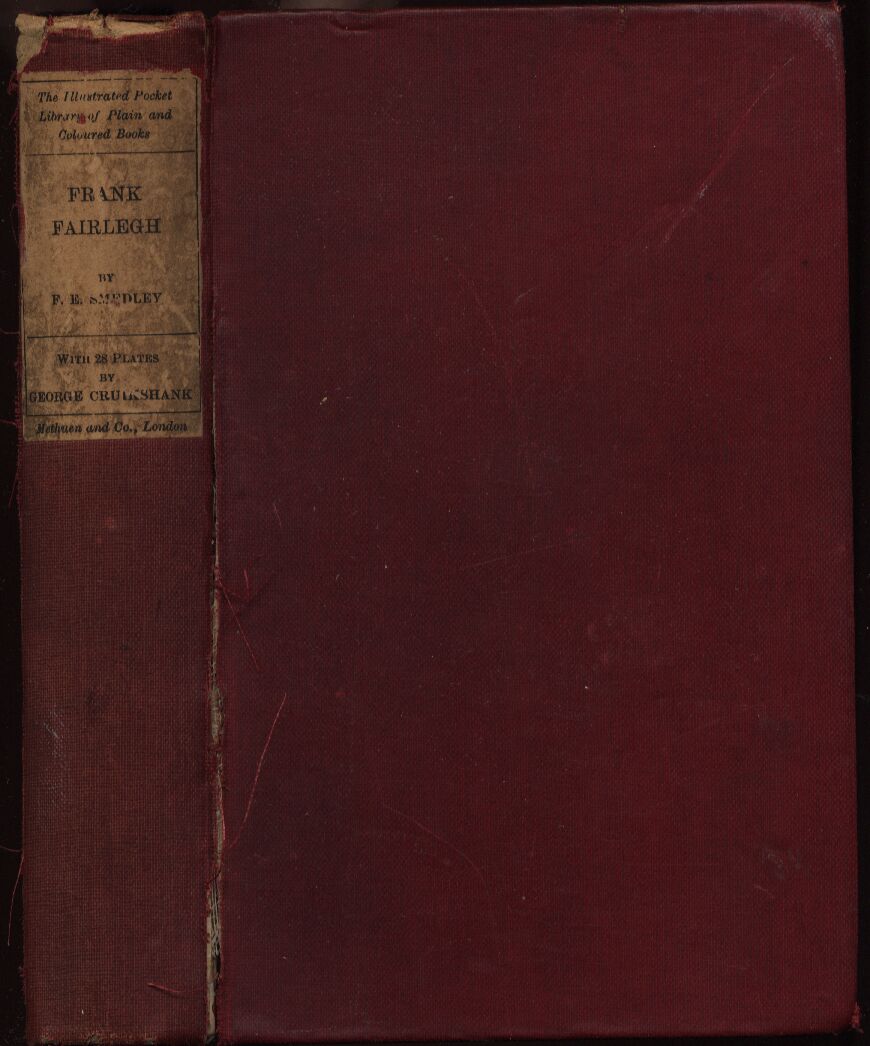 The Illustrated Pocket
Library of Plain and
Coloured Books
FRANK
FAIRLEGH
BY
F. E. SMEDLEY
WITH 28 PLATES
BY
GEORGE CRUIKSHANK
Methuen and Co., London